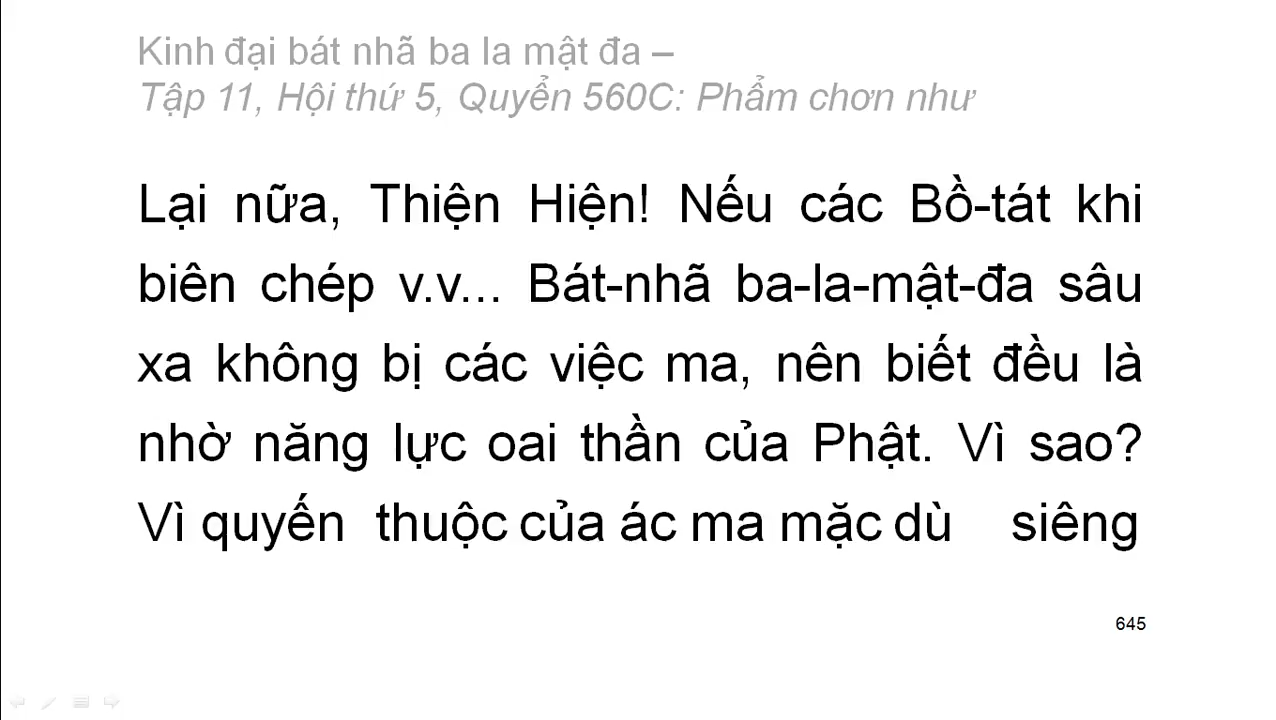 Kinh đại bát nhã ba la mật đa –
Tập 11, Hội thứ 5, Quyển 560C: Phẩm chơn như
Lại nữa, Thiện Hiện! Nếu các Bồ-tát khi
biên chép v.v... Bát-nhã ba-la-mật-đa sâu
xa không bị các việc ma, nên biết đều là
nhờ năng lực oai thần của Phật. Vì sao?
Vì quyến thuộc của ác ma mặc dù siêng
645